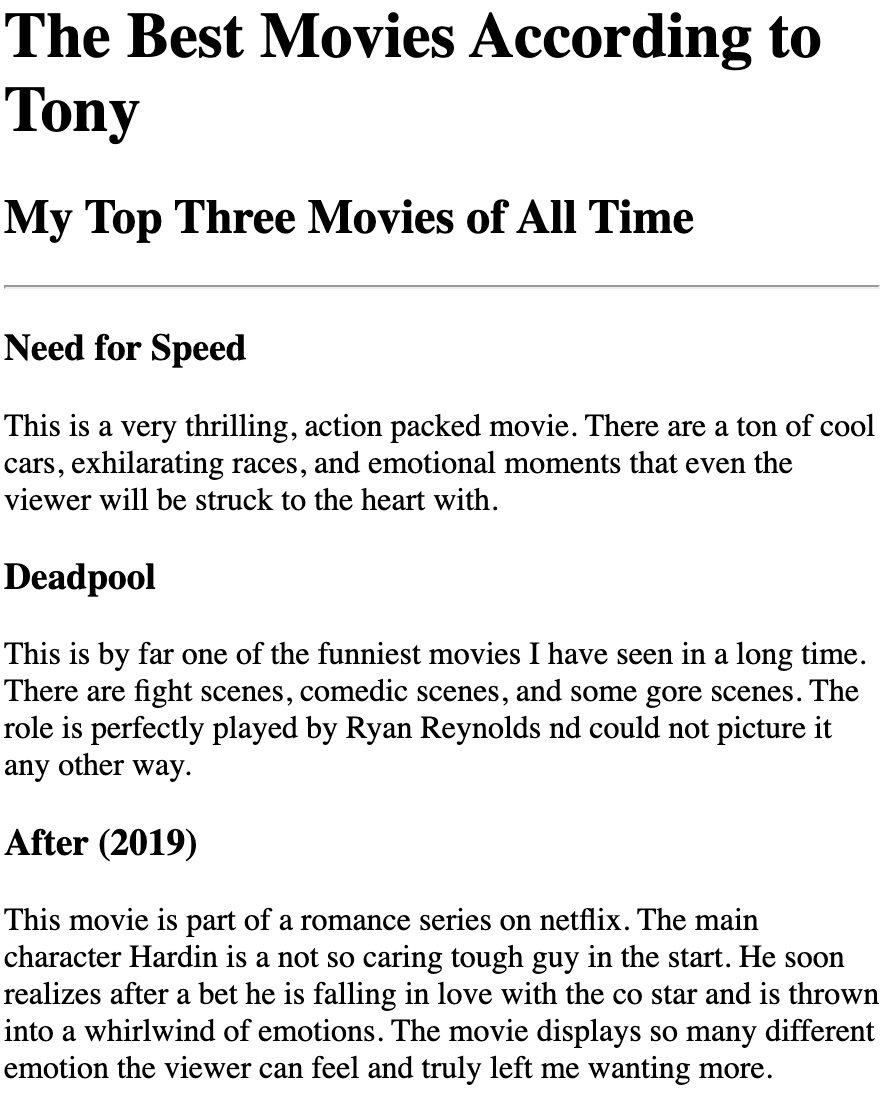 The Best Movies According to
Tony
My Top Three Movies of All Time
Need for Speed
This is a very thrilling, action packed movie. There are a ton of cool
cars, exhilarating races, and emotional moments that even the
viewer will be struck to the heart with.
Deadpool
This is by far one of the funniest movies I have seen in a long time.
There are fight scenes, comedic scenes, and some gore scenes. The
role is perfectly played by Ryan Reynolds nd could not picture it
any other way.
After (2019)
This movie is part of a romance series on netflix. The main
character Hardin is a not so caring tough guy in the start. He soon
realizes after a bet he is falling in love with the co star and is thrown
into a whirlwind of emotions. The movie displays so many different
emotion the viewer can feel and truly left me wanting more.